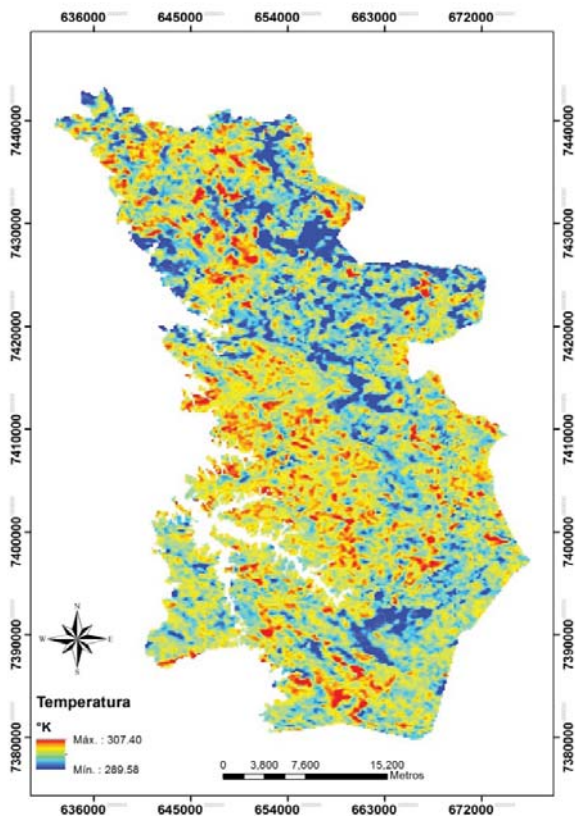 636000 645000 654000 663000 672000
7440000 7440000
7430000 7430000
7420000 7420000
7410000 7410000
7400000 7400000
7390000 7390000
7380000 7380000
N
W E
S
Temperatura
°K
Máx. : 307.40
Mín. : 289.58
0 3,800 7,600 15,200
Metros
636000 645000 654000 663000 672000